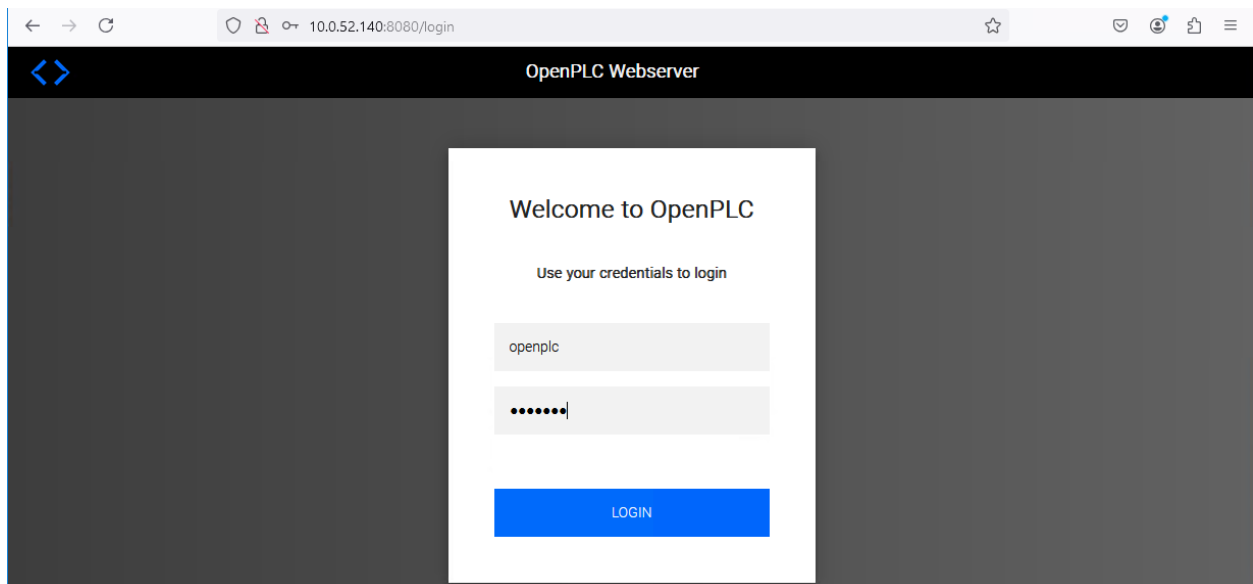 10.0.52.140:8080/login
OpenPLC Webserver
Welcome to OpenPLC
Use your credentials to login
openplc
•••••••
LOGIN